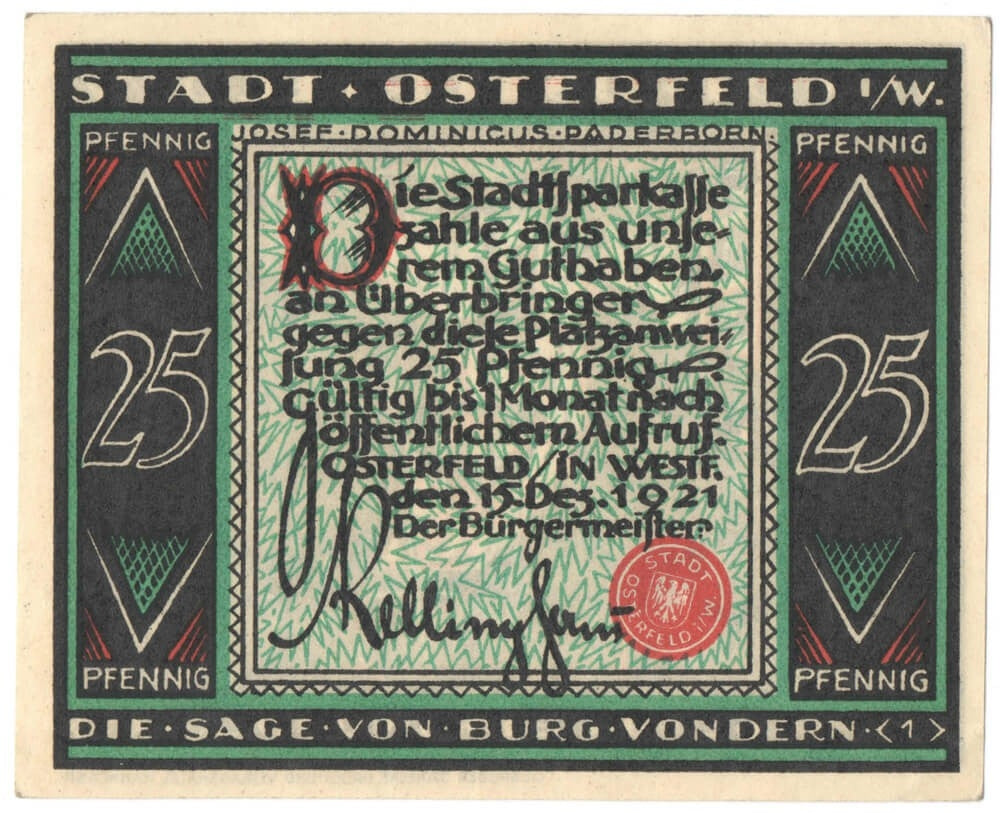 STADT · OSTERFELD I/W.
JOSEF·DOMINICUS·PADERBORN.
PFENNIG
PFENNIG
25
25
PFENNIG
PFENNIG
Die Stadtſparkaſſe
zahle aus unſe-
rem Guthaben,
an Überbringer
gegen dieſe Platzanwei-
ſung 25 Pfennig.
Gültig bis 1 Monat nach
öffentlichem Aufruf.
OSTERFELD/IN WESTF.
den 15. Dez. 1921
Der Bürgermeiſter:
STADT
OSTERFELD i/W
DIE·SAGE·VON·BURG·VONDERN·<1>